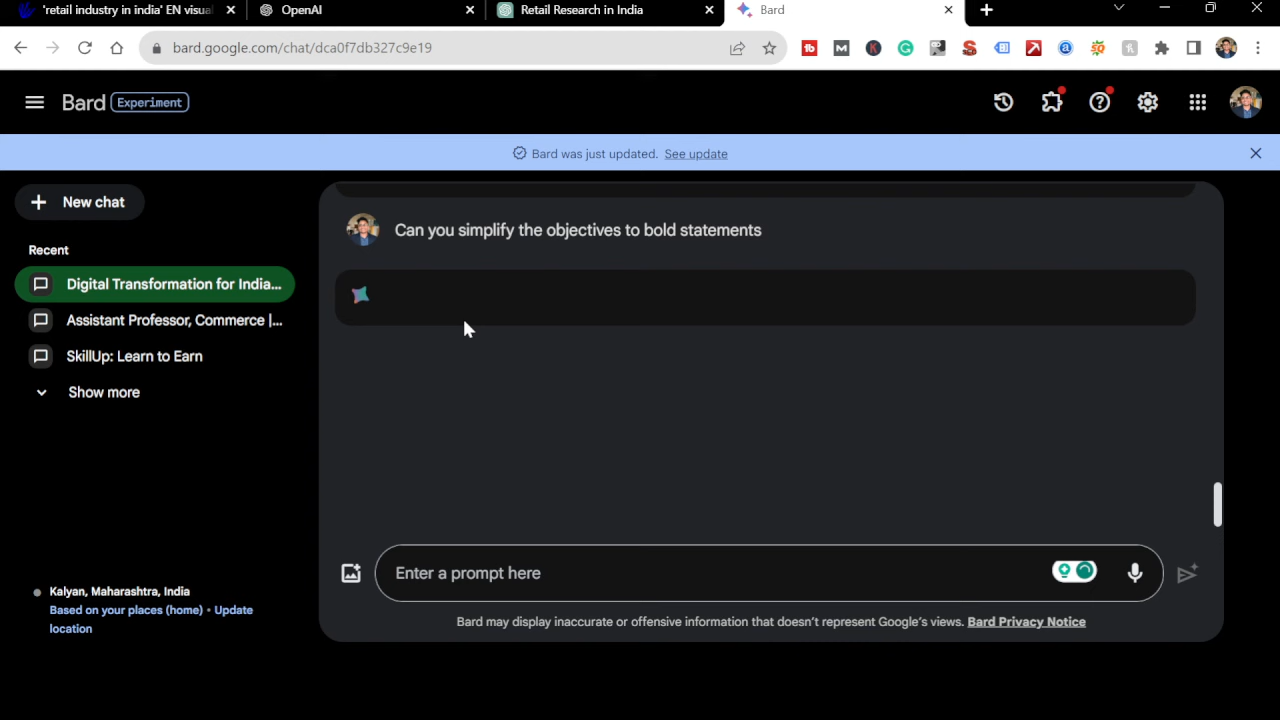 'retail industry in india' EN visua
OpenAI
Retail Research in India
Bard
bard.google.com/chat/dca0f7db327c9e19
Bard Experiment
Bard was just updated. See update
New chat
Recent
Digital Transformation for India...
Assistant Professor, Commerce |...
SkillUp: Learn to Earn
Show more
Can you simplify the objectives to bold statements
Enter a prompt here
Kalyan, Maharashtra, India
Based on your places (home) • Update
location
Bard may display inaccurate or offensive information that doesn't represent Google's views. Bard Privacy Notice